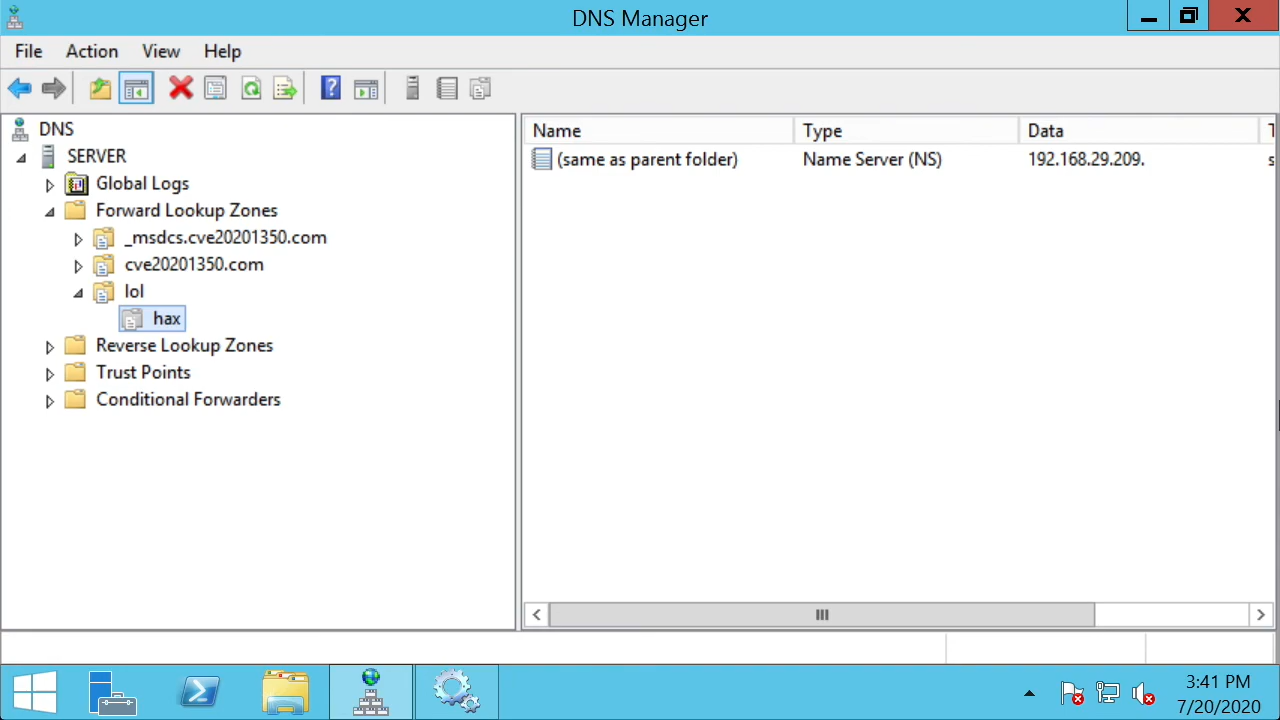 DNS Manager
File Action View Help
DNS
SERVER
Global Logs
Forward Lookup Zones
_msdcs.cve20201350.com
cve20201350.com
lol
hax
Reverse Lookup Zones
Trust Points
Conditional Forwarders
Name Type Data T
(same as parent folder) Name Server (NS) 192.168.29.209. s
3:41 PM
7/20/2020